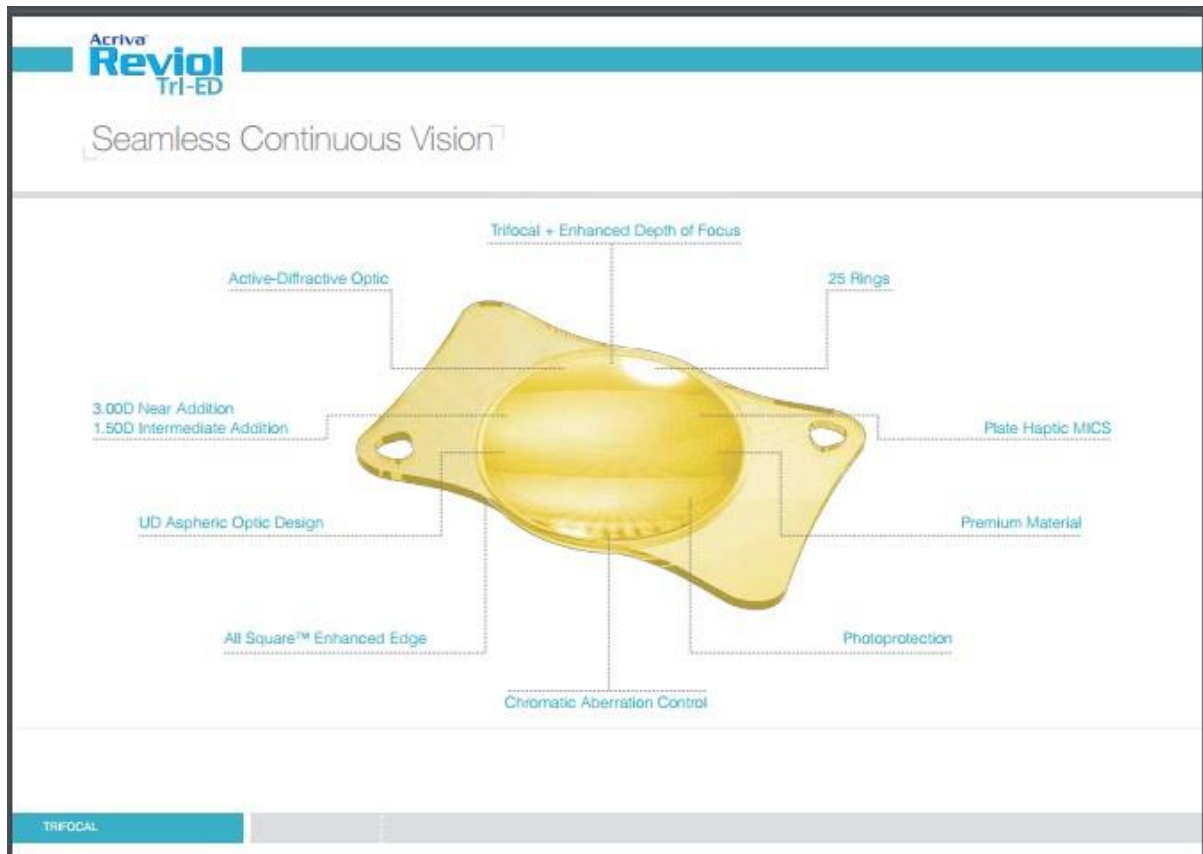 Acriva
Reviol
Tri-ED
Seamless Continuous Vision
Trifocal + Enhanced Depth of Focus
Active-Diffractive Optic
25 Rings
3.00D Near Addition
1.50D Intermediate Addition
Plate Haptic MICS
UD Aspheric Optic Design
Premium Material
All Square™ Enhanced Edge
Photoprotection
Chromatic Aberration Control
TRIFOCAL